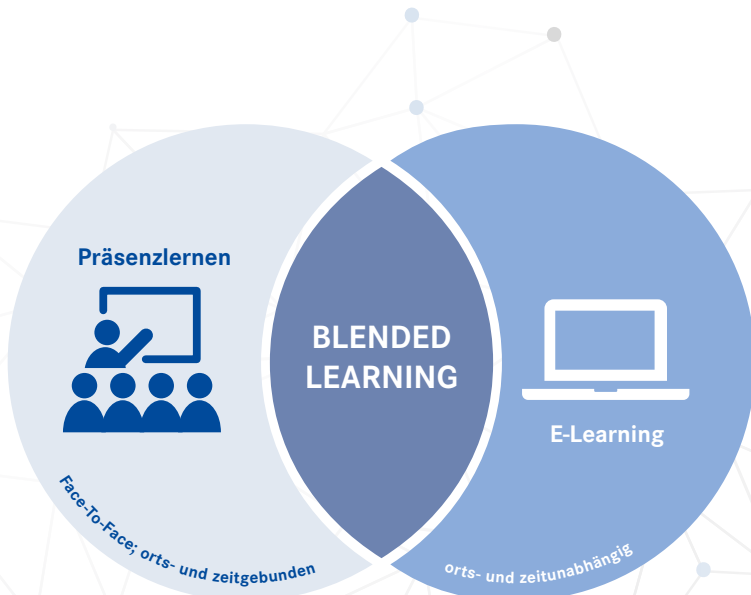 Präsenzlernen
BLENDED
LEARNING
E-Learning
Face-To-Face; orts- und zeitgebunden
orts- und zeitunabhängig